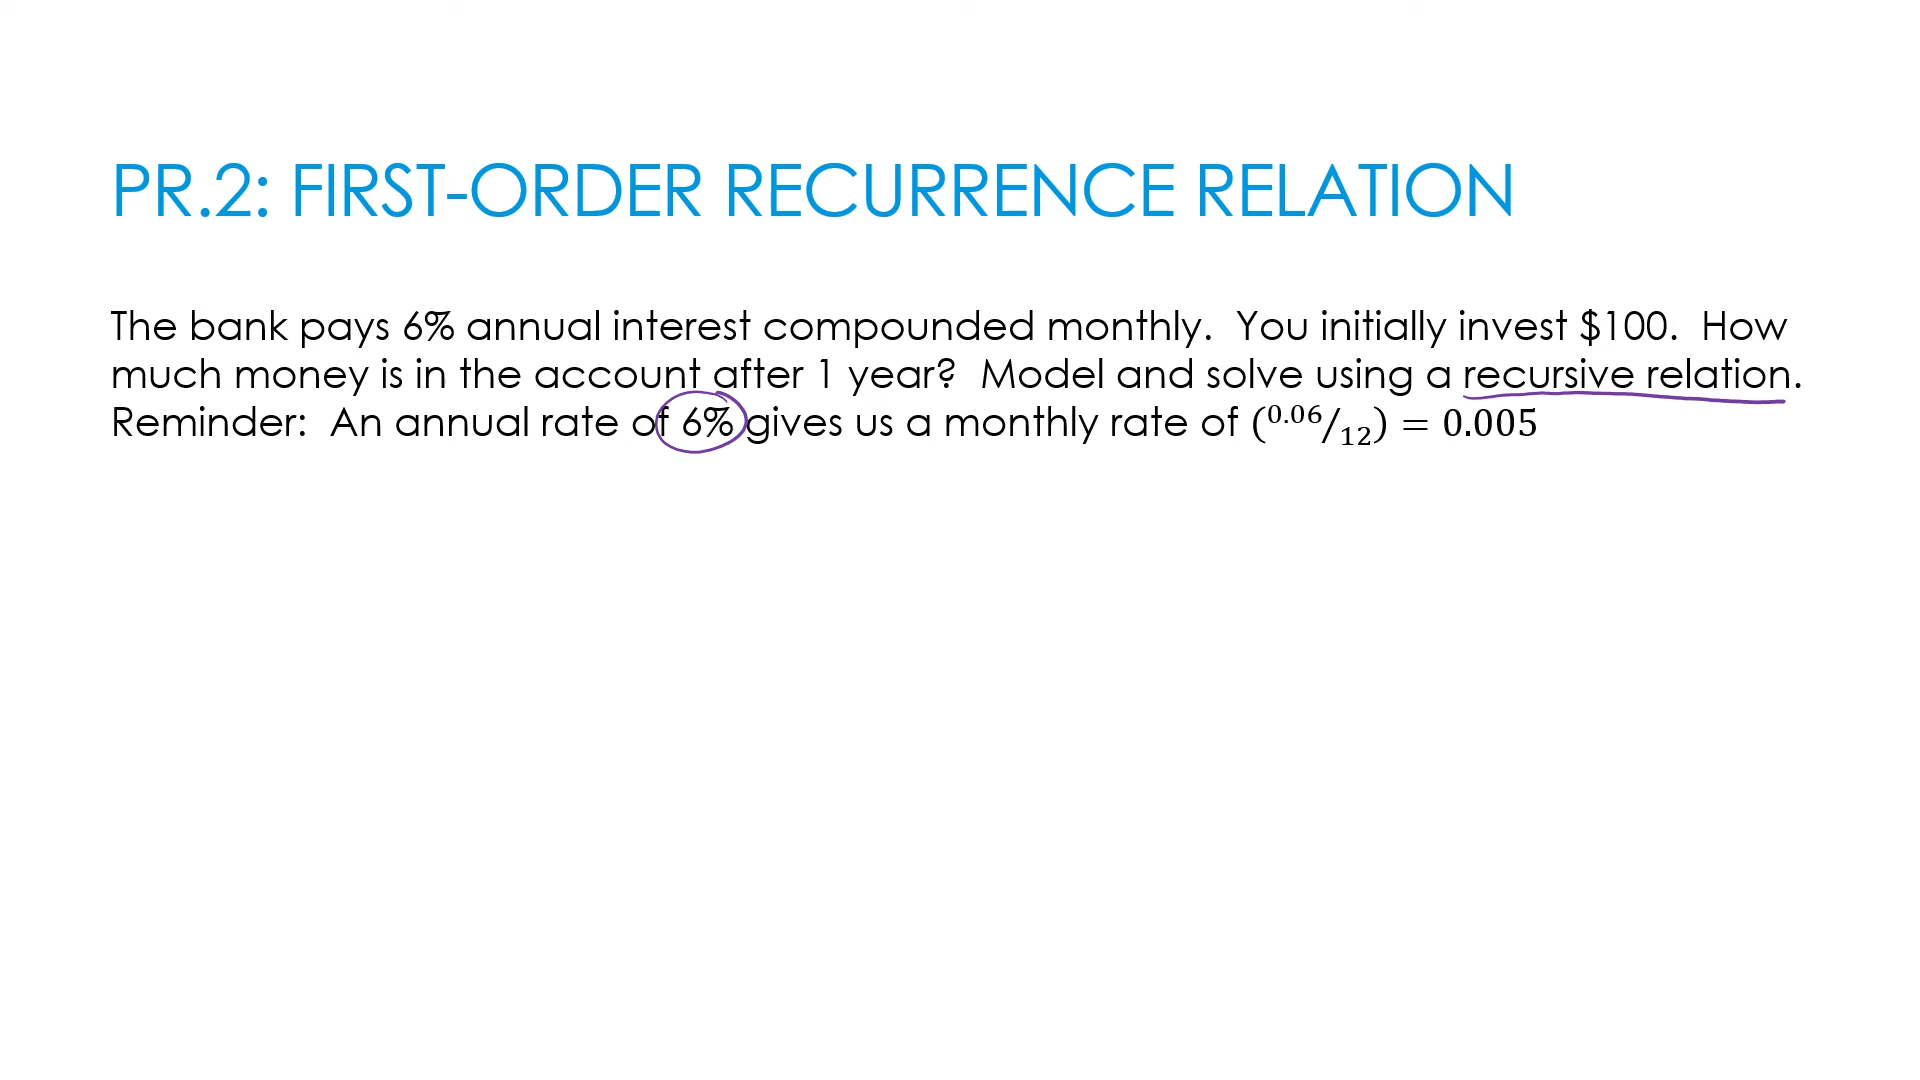 PR.2: FIRST-ORDER RECURRENCE RELATION
The bank pays 6% annual interest compounded monthly. You initially invest $100. How
much money is in the account after 1 year? Model and solve using a recursive relation.
Reminder: An annual rate of 6% gives us a monthly rate of (0.06/12) = 0.005